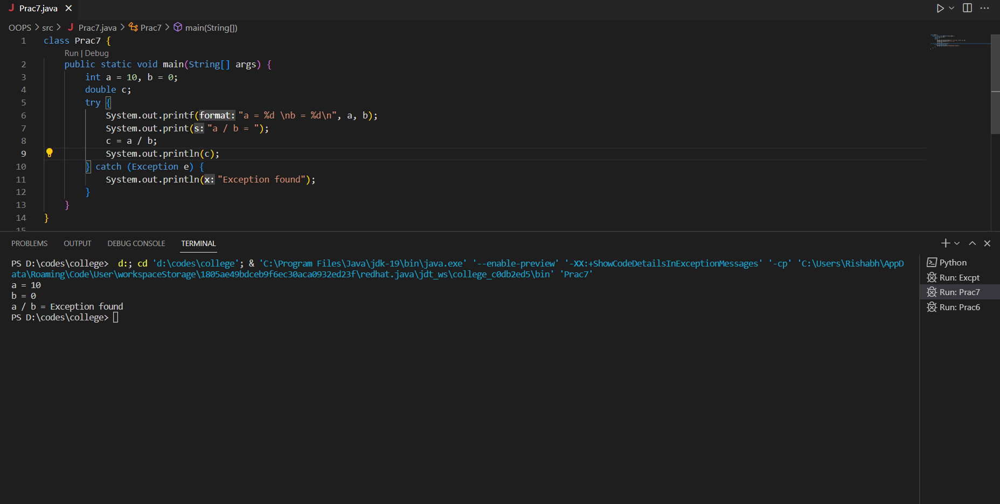 J Prac7.java ×
OOPS > src > J Prac7.java > Prac7 > main(String[])
1 class Prac7 {
Run | Debug
2 public static void main(String[] args) {
3 int a = 10, b = 0;
4 double c;
5 try {
6 System.out.printf(format: "a = %d \nb = %d\n", a, b);
7 System.out.print(s: "a / b = ");
8 c = a / b;
9 System.out.println(c);
10 } catch (Exception e) {
11 System.out.println(x: "Exception found");
12 }
13 }
14 }
15
PROBLEMS OUTPUT DEBUG CONSOLE TERMINAL
PS D:\codes\college>  d:; cd 'd:\codes\college'; & 'C:\Program Files\Java\jdk-19\bin\java.exe' '--enable-preview' '-XX:+ShowCodeDetailsInExceptionMessages' '-cp' 'C:\Users\Rishabh\AppD
ata\Roaming\Code\User\workspaceStorage\1805ae49bdceb9f6ec30aca0932ed23f\redhat.java\jdt_ws\college_c0db2ed5\bin' 'Prac7'
a = 10
b = 0
a / b = Exception found
PS D:\codes\college>
Python
Run: Excpt
Run: Prac7
Run: Prac6